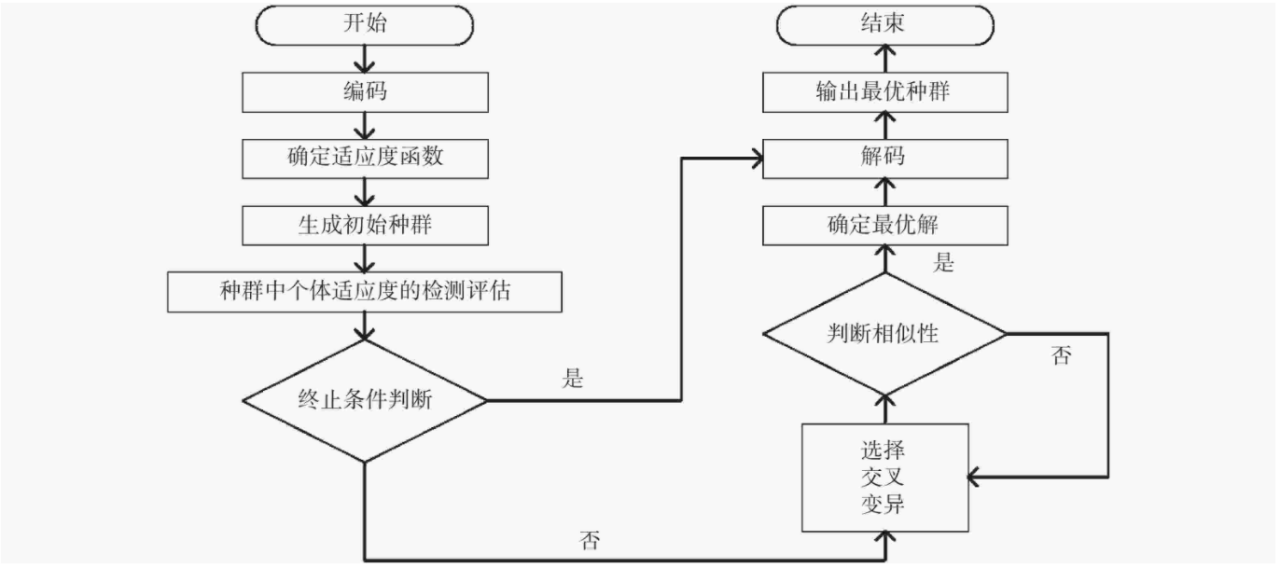 开始
编码
确定适应度函数
生成初始种群
种群中个体适应度的检测评估
终止条件判断
是
否
结束
输出最优种群
解码
确定最优解
是
判断相似性
否
选择
交叉
变异